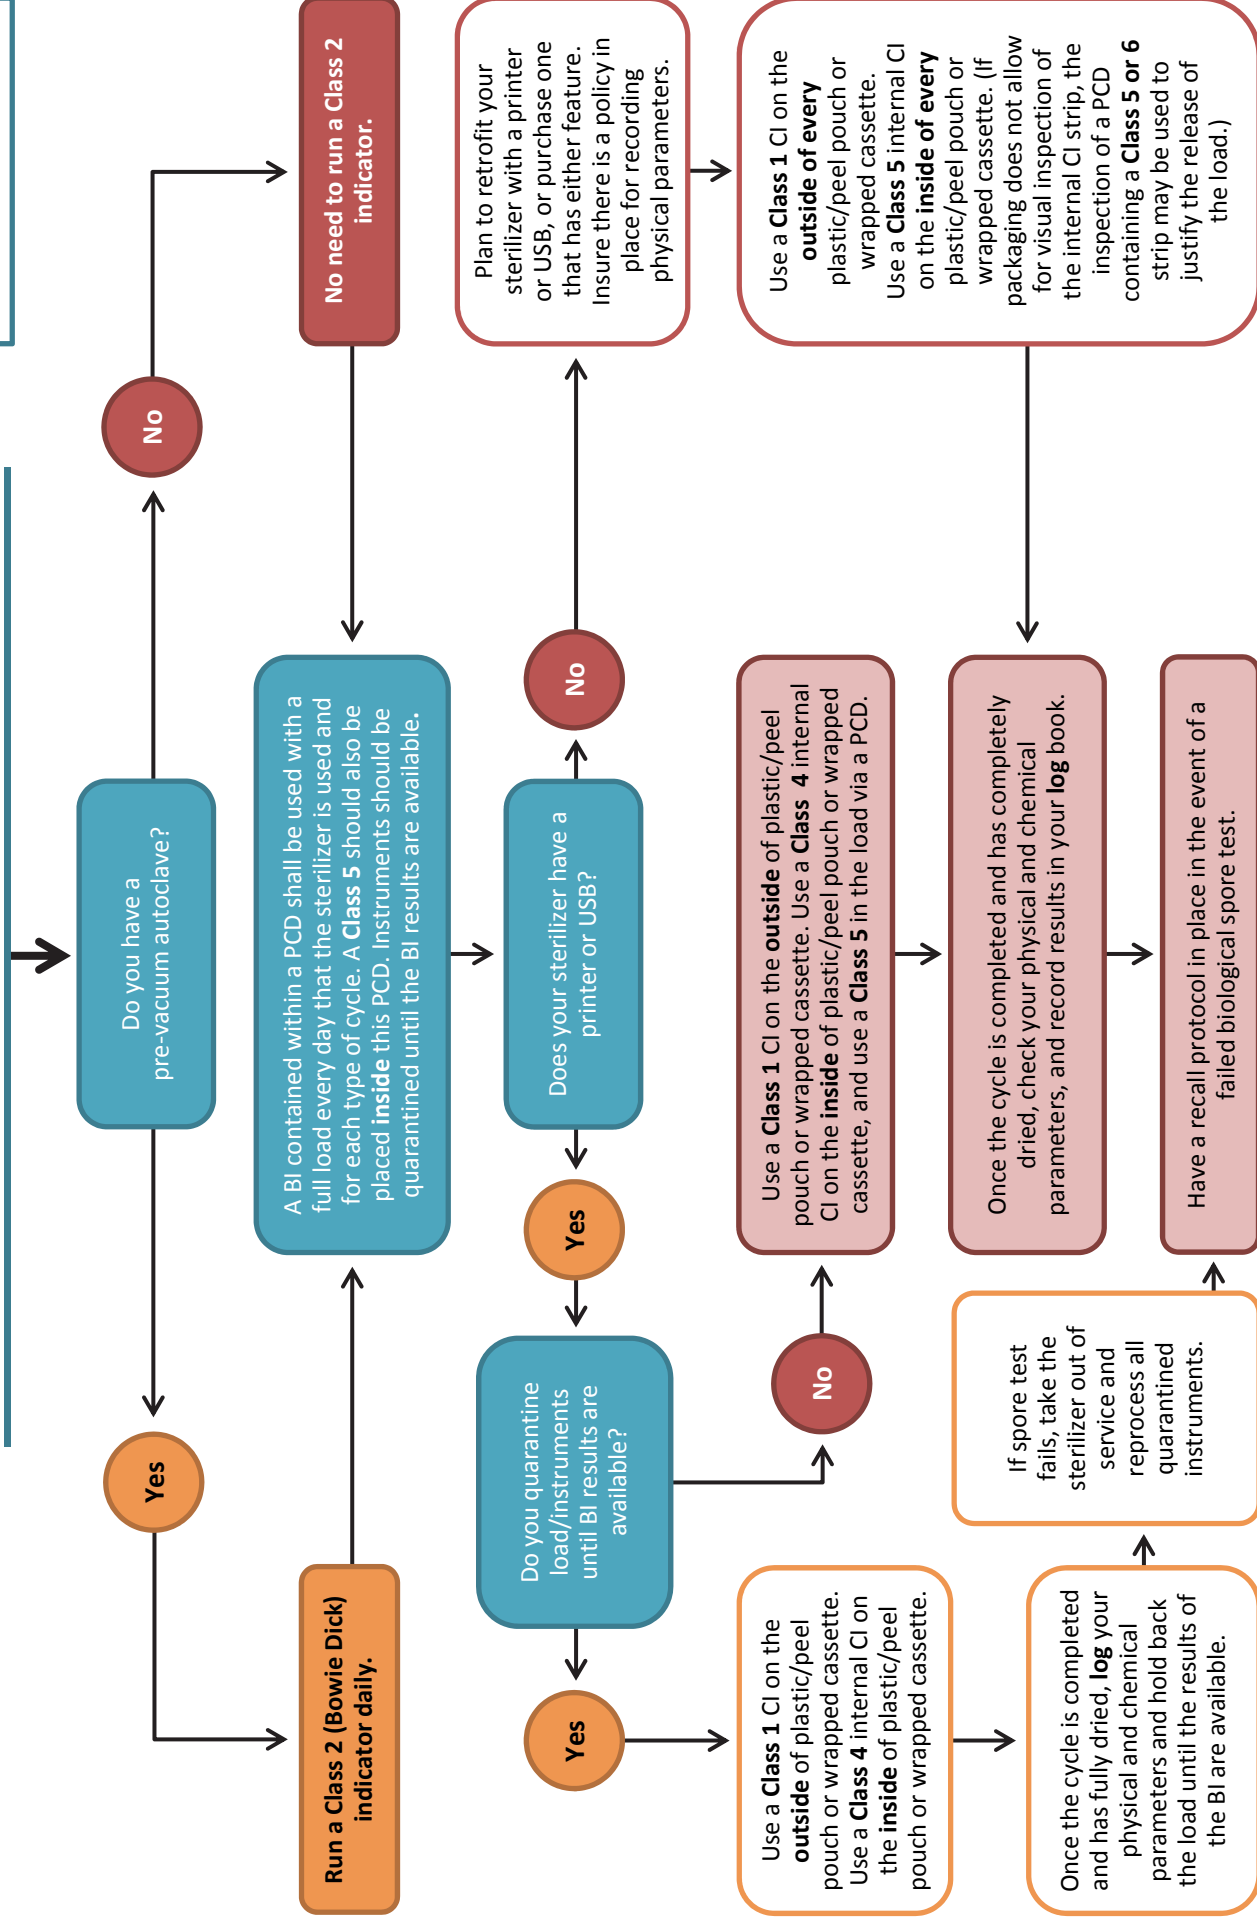 Do you have a
pre-vacuum autoclave?
Yes
No
Run a Class 2 (Bowie Dick)
indicator daily.
No need to run a Class 2
indicator.
A BI contained within a PCD shall be used with a
full load every day that the sterilizer is used and
for each type of cycle. A Class 5 should also be
placed inside this PCD. Instruments should be
quarantined until the BI results are available.
Does your sterilizer have a
printer or USB?
Yes
No
Do you quarantine
load/instruments
until BI results are
available?
Plan to retrofit your
sterilizer with a printer
or USB, or purchase one
that has either feature.
Insure there is a policy in
place for recording
physical parameters.
Yes
No
Use a Class 1 CI on the
outside of plastic/peel
pouch or wrapped cassette.
Use a Class 4 internal CI on
the inside of plastic/peel
pouch or wrapped cassette.
Use a Class 1 CI on the outside of plastic/peel
pouch or wrapped cassette. Use a Class 4 internal
CI on the inside of plastic/peel pouch or wrapped
cassette, and use a Class 5 in the load via a PCD.
Use a Class 1 CI on the
outside of every
plastic/peel pouch or
wrapped cassette.
Use a Class 5 internal CI
on the inside of every
plastic/peel pouch or
wrapped cassette. (If
packaging does not allow
for visual inspection of
the internal CI strip, the
inspection of a PCD
containing a Class 5 or 6
strip may be used to
justify the release of
the load.)
Once the cycle is completed
and has fully dried, log your
physical and chemical
parameters and hold back
the load until the results of
the BI are available.
If spore test
fails, take the
sterilizer out of
service and
reprocess all
quarantined
instruments.
Once the cycle is completed and has completely
dried, check your physical and chemical
parameters, and record results in your log book.
Have a recall protocol in place in the event of a
failed biological spore test.